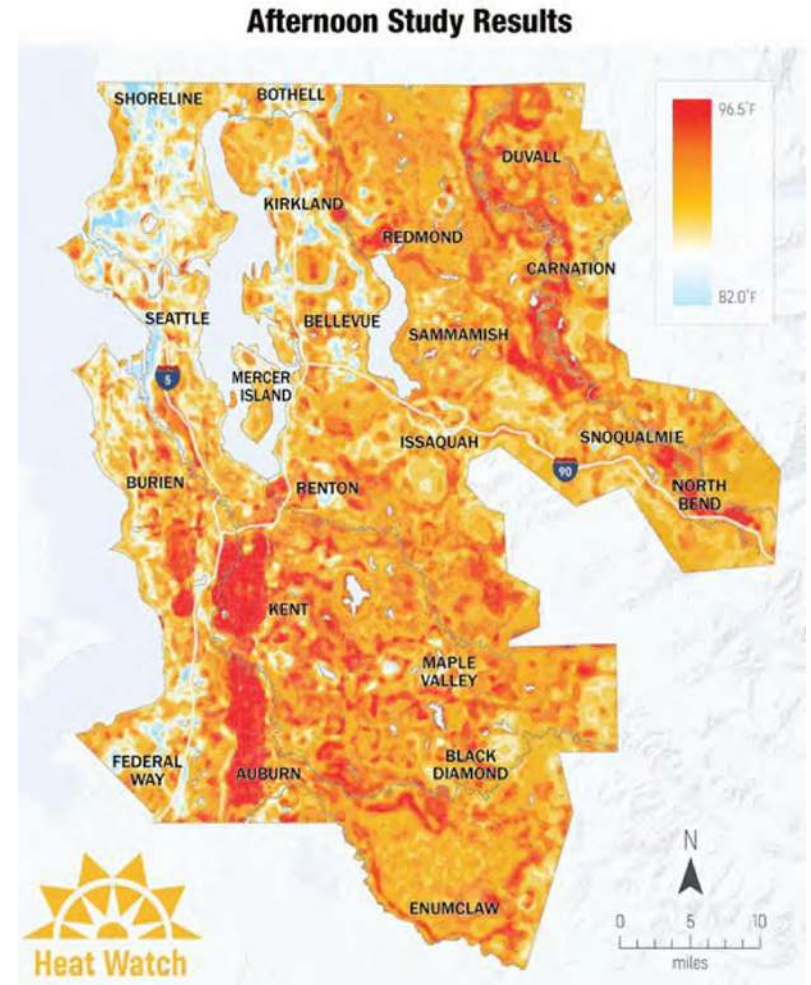 Afternoon Study Results
SHORELINE
BOTHELL
96.5°F
DUVALL
KIRKLAND
REDMOND
CARNATION
82.0°F
SEATTLE
BELLEVUE
SAMMAMISH
5
MERCER
ISLAND
ISSAQUAH
SNOQUALMIE
90
BURIEN
RENTON
NORTH
BEND
KENT
MAPLE
VALLEY
FEDERAL
WAY
AUBURN
BLACK
DIAMOND
ENUMCLAW
N
0 5 10
miles
Heat Watch